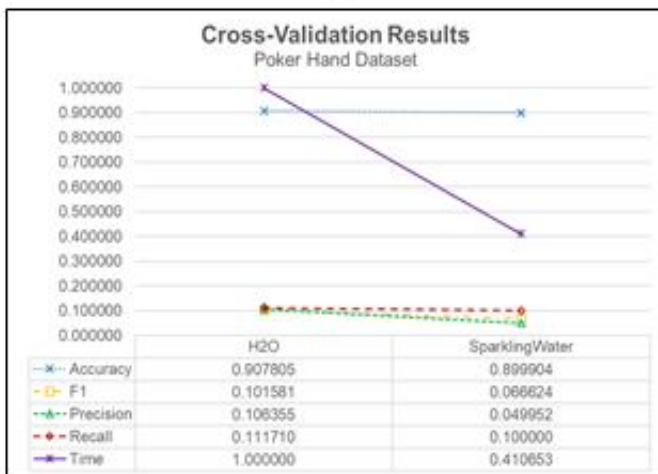 Cross-Validation Results
Poker Hand Dataset
1.000000
0.900000
0.800000
0.700000
0.600000
0.500000
0.400000
0.300000
0.200000
0.100000
0.000000
H2O SparklingWater
Accuracy 0.907805 0.899904
F1 0.101581 0.066624
Precision 0.106355 0.049952
Recall 0.111710 0.100000
Time 1.000000 0.410653